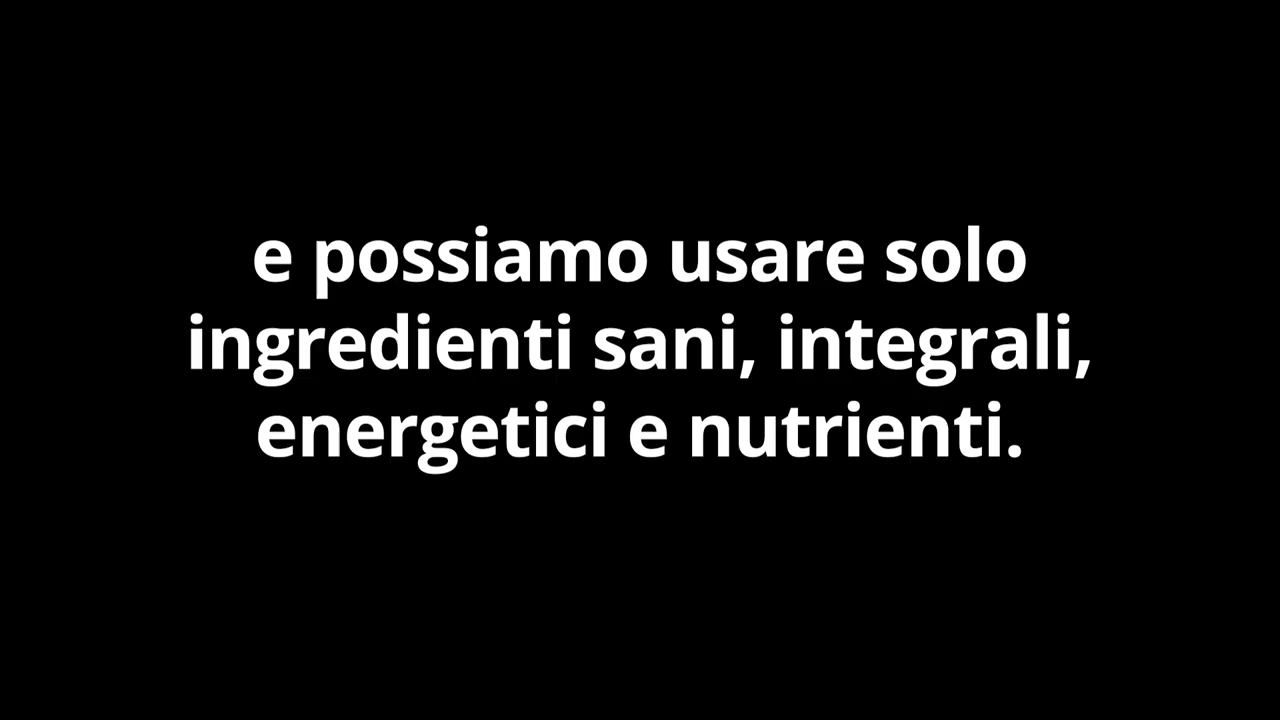 e possiamo usare solo
ingredienti sani, integrali,
energetici e nutrienti.